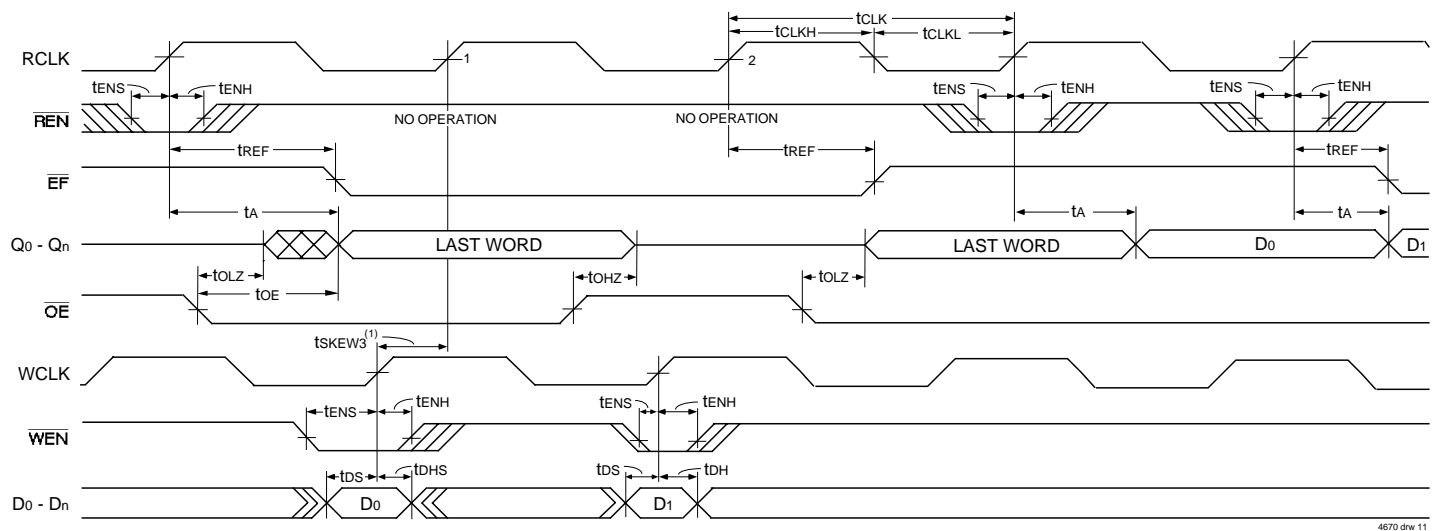 tCLK
tCLKH tCLKL
RCLK 1 2
tENS tENH tENS tENH tENS tENH
REN NO OPERATION NO OPERATION
tREF tREF tREF
EF
tA tA tA
Q0 - Qn LAST WORD LAST WORD D0 D1
tOLZ tOHZ tOLZ
tOE
OE
tSKEW3(1)
WCLK
tENS tENH tENS tENH
WEN
tDS tDHS tDS tDH
D0 - Dn D0 D1
4670 drw 11